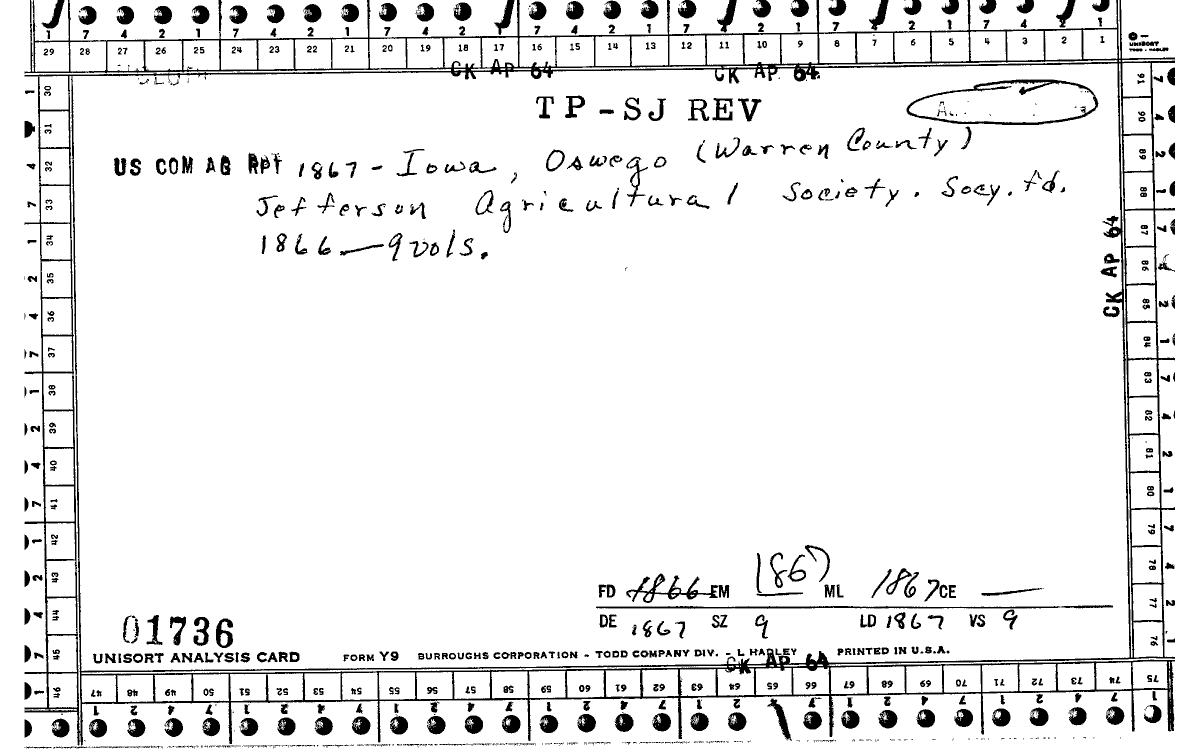 1 7 4 2 1 7 4 2 1 7 4 2 1 7 4 2 1 7 4 2 1 7 4 2 1 7 4 2 1
29 28 27 26 25 24 23 22 21 20 19 18 17 16 15 14 13 12 11 10 9 8 7 6 5 4 3 2 1
UNISORT
TODD - HADLEY
CK AP 64 CK AP 64
TP-SJ REV
US COM AG RPT 1867 - Iowa, Oswego (Warren County)
Jefferson Agricultural Society. Socy. fd.
1866—9vols.
CK AP 64
30 31 32 33 34 35 36 37 38 39 40 41 42 43 44 45 46
91 90 89 88 87 86 85 84 83 82 81 80 79 78 77 76
FD 1866 EM 1867 ML 1867 CE —
DE 1867 SZ 9 LD 1867 VS 9
01736
UNISORT ANALYSIS CARD FORM Y9 BURROUGHS CORPORATION - TODD COMPANY DIV. - L HADLEY PRINTED IN U.S.A.
CK AP 64
47 48 49 50 51 52 53 54 55 56 57 58 59 60 61 62 63 64 65 66 67 68 69 70 71 72 73 74 75